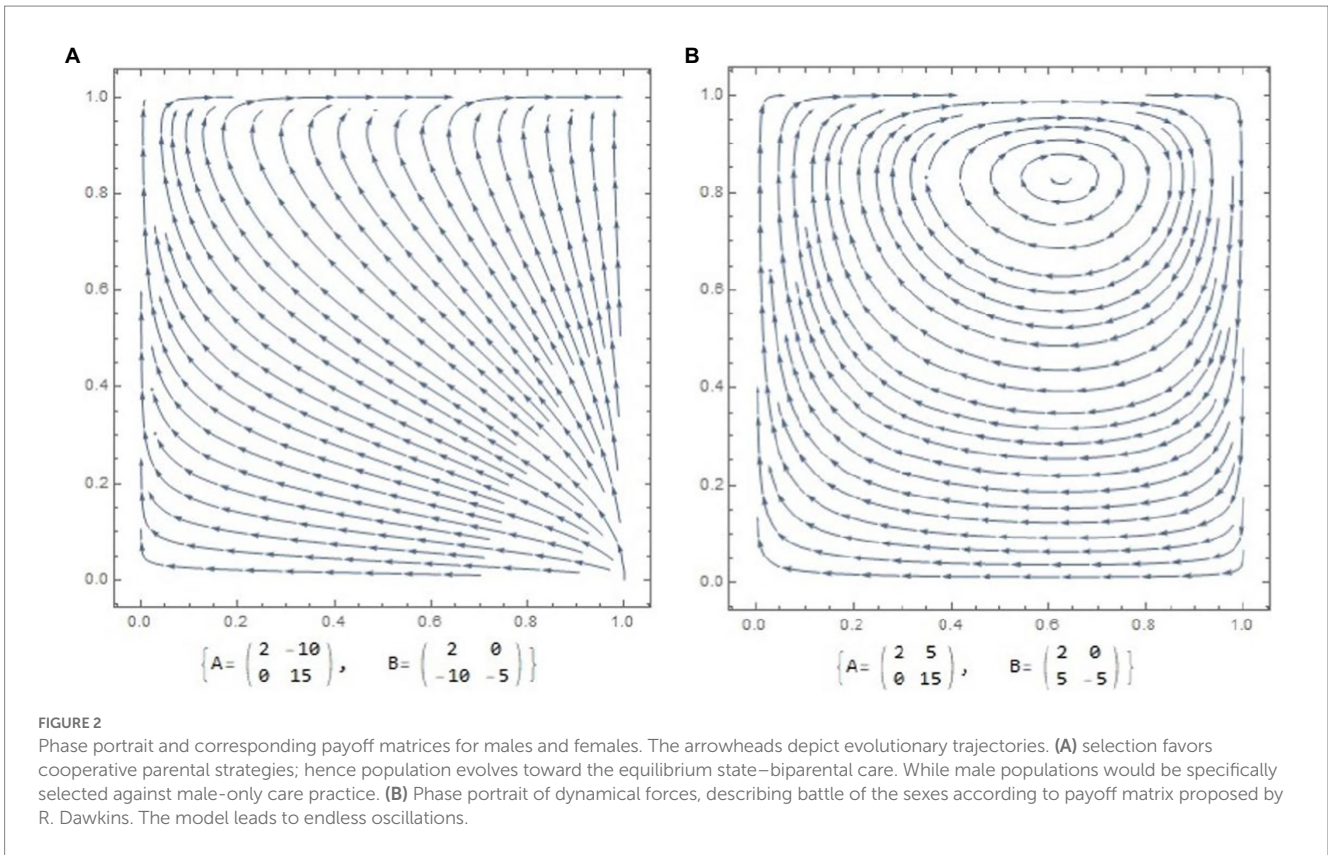 A
B
1.0
0.8
0.6
0.4
0.2
0.0
0.0 0.2 0.4 0.6 0.8 1.0
1.0
0.8
0.6
0.4
0.2
0.0
0.0 0.2 0.4 0.6 0.8 1.0
{A= ( 2 -10
0 15 ), B= ( 2 0
-10 -5 )}
{A= ( 2 5
0 15 ), B= ( 2 0
5 -5 )}
FIGURE 2
Phase portrait and corresponding payoff matrices for males and females. The arrowheads depict evolutionary trajectories. (A) selection favors
cooperative parental strategies; hence population evolves toward the equilibrium state–biparental care. While male populations would be specifically
selected against male-only care practice. (B) Phase portrait of dynamical forces, describing battle of the sexes according to payoff matrix proposed by
R. Dawkins. The model leads to endless oscillations.